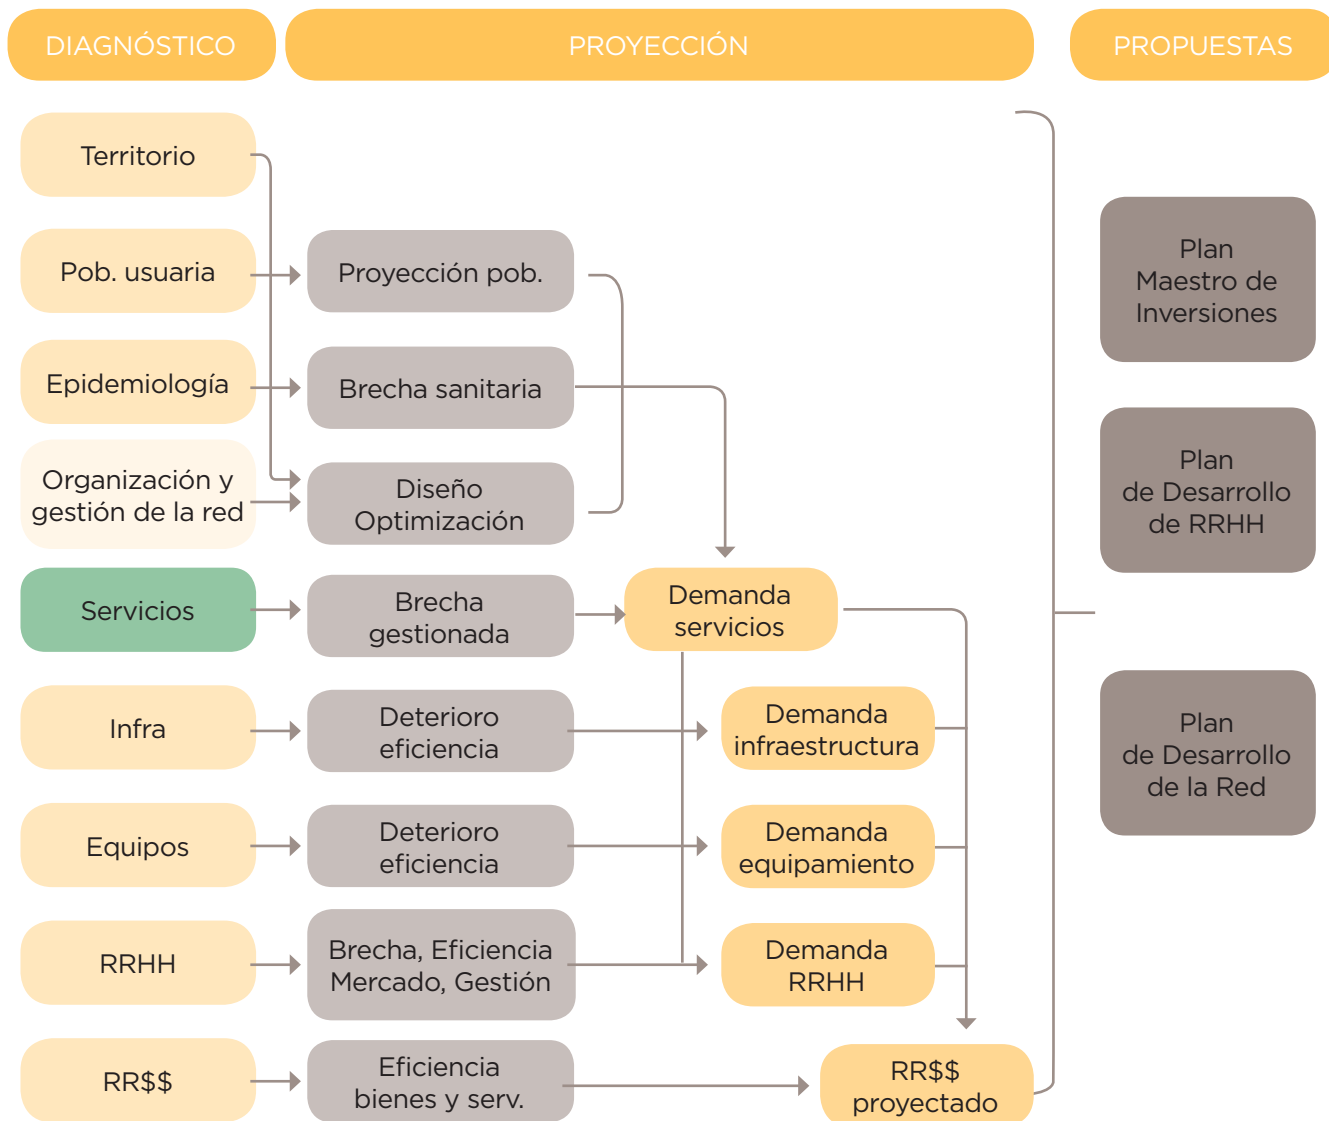 DIAGNÓSTICO
PROYECCIÓN
PROPUESTAS
Territorio
Pob. usuaria
Proyección pob.
Epidemiología
Brecha sanitaria
Organización y
gestión de la red
Diseño
Optimización
Servicios
Brecha
gestionada
Demanda
servicios
Infra
Deterioro
eficiencia
Demanda
infraestructura
Equipos
Deterioro
eficiencia
Demanda
equipamiento
RRHH
Brecha, Eficiencia
Mercado, Gestión
Demanda
RRHH
RR$$
Eficiencia
bienes y serv.
RR$$
proyectado
Plan
Maestro de
Inversiones
Plan
de Desarrollo
de RRHH
Plan
de Desarrollo
de la Red